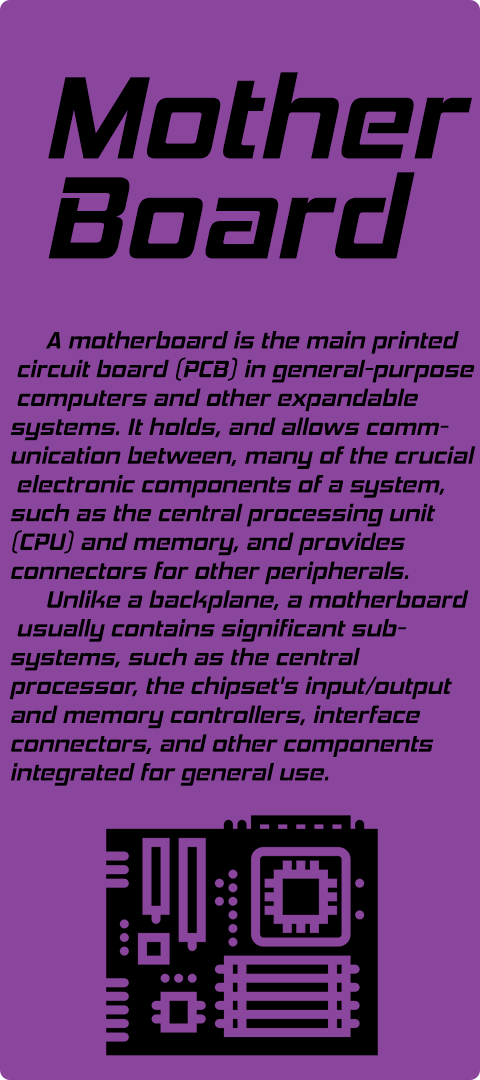 Mother
Board
A motherboard is the main printed
circuit board (PCB) in general-purpose
computers and other expandable
systems. It holds, and allows comm-
unication between, many of the crucial
electronic components of a system,
such as the central processing unit
(CPU) and memory, and provides
connectors for other peripherals.
Unlike a backplane, a motherboard
usually contains significant sub-
systems, such as the central
processor, the chipset's input/output
and memory controllers, interface
connectors, and other components
integrated for general use.